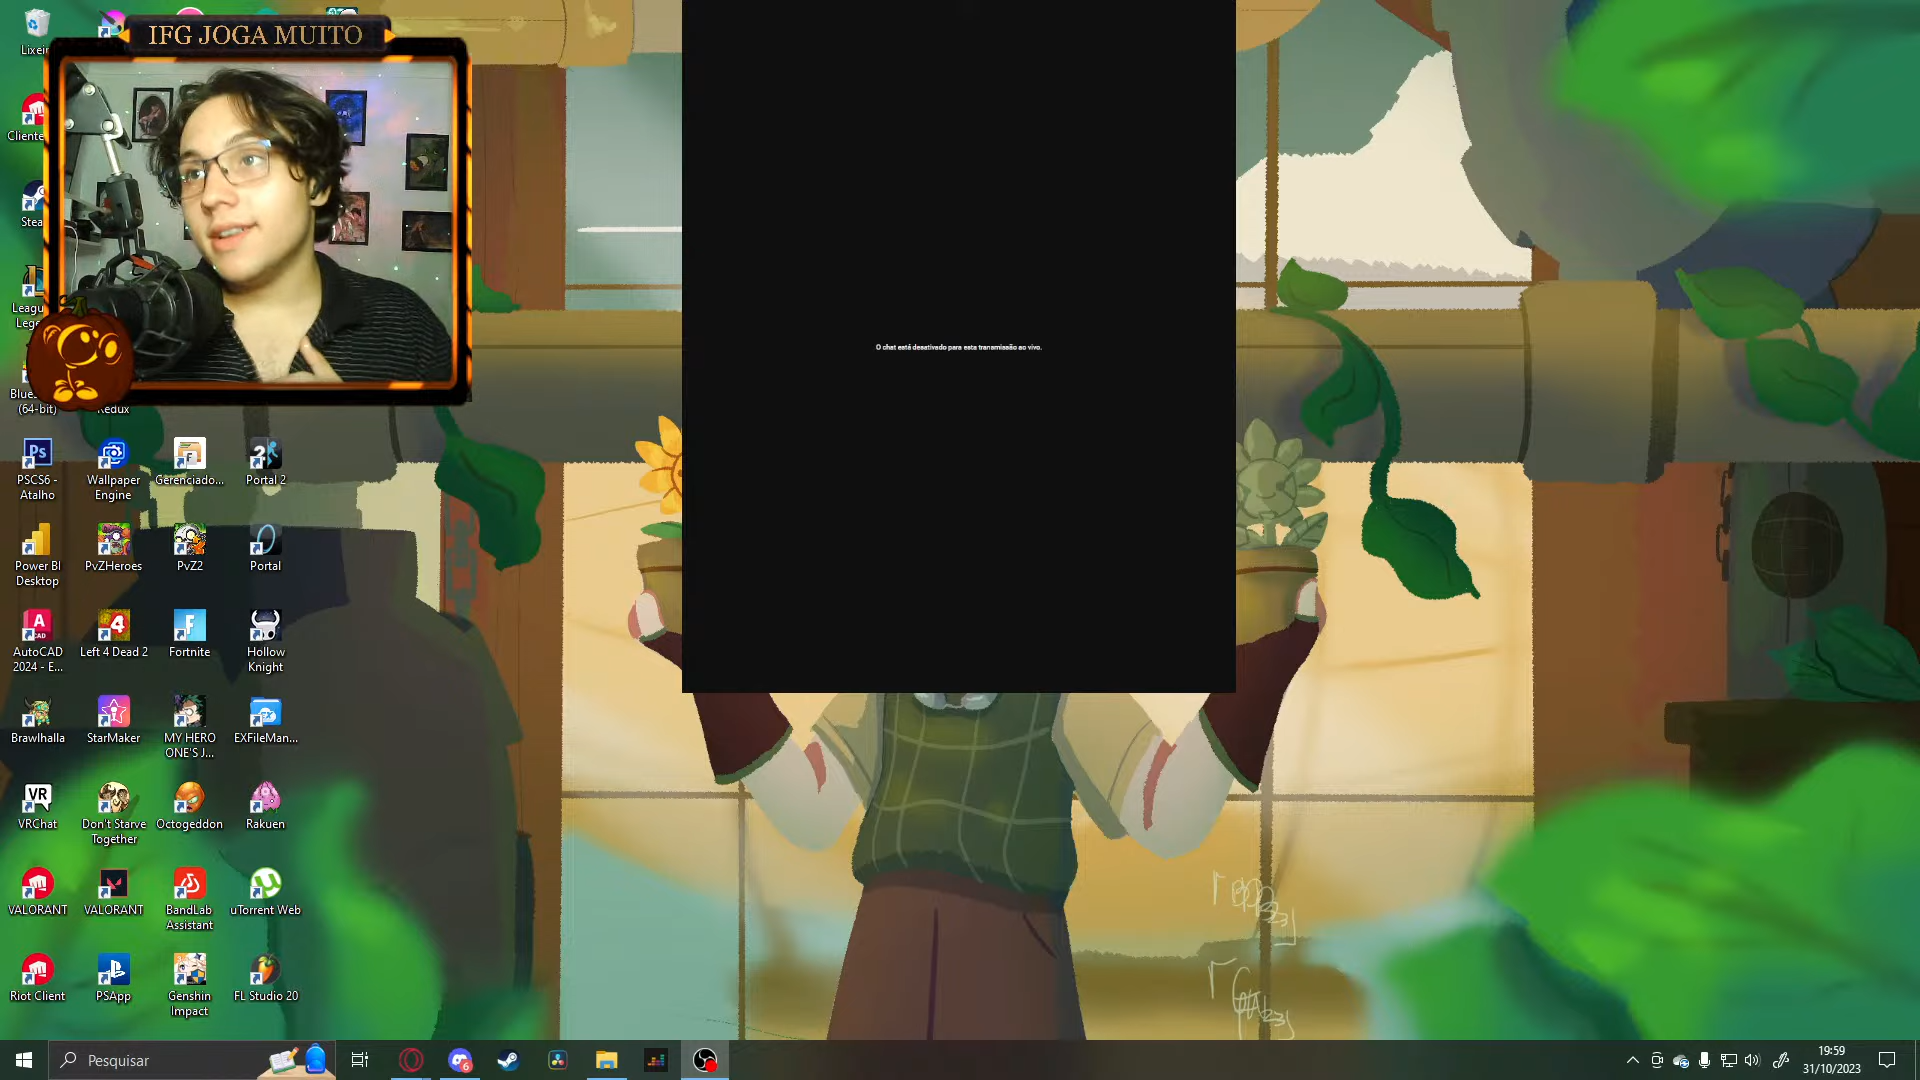 IFG JOGA MUITO
Lixeir
Cliente
Stea
Leagu
Lege
Blues
(64-bit)
Redux
O chat está desativado para esta transmissão ao vivo.
PSCS6 -
Atalho
Wallpaper
Engine
Gerenciado...
Portal 2
Power BI
Desktop
PvZHeroes
PvZ2
Portal
AutoCAD
2024 - E...
Left 4 Dead 2
Fortnite
Hollow
Knight
Brawlhalla
StarMaker
MY HERO
ONE'S J...
EXFileMan...
VRChat
Don't Starve
Together
Octogeddon
Rakuen
VALORANT
VALORANT
BandLab
Assistant
uTorrent Web
Riot Client
PSApp
Genshin
Impact
FL Studio 20
Pesquisar
19:59
31/10/2023